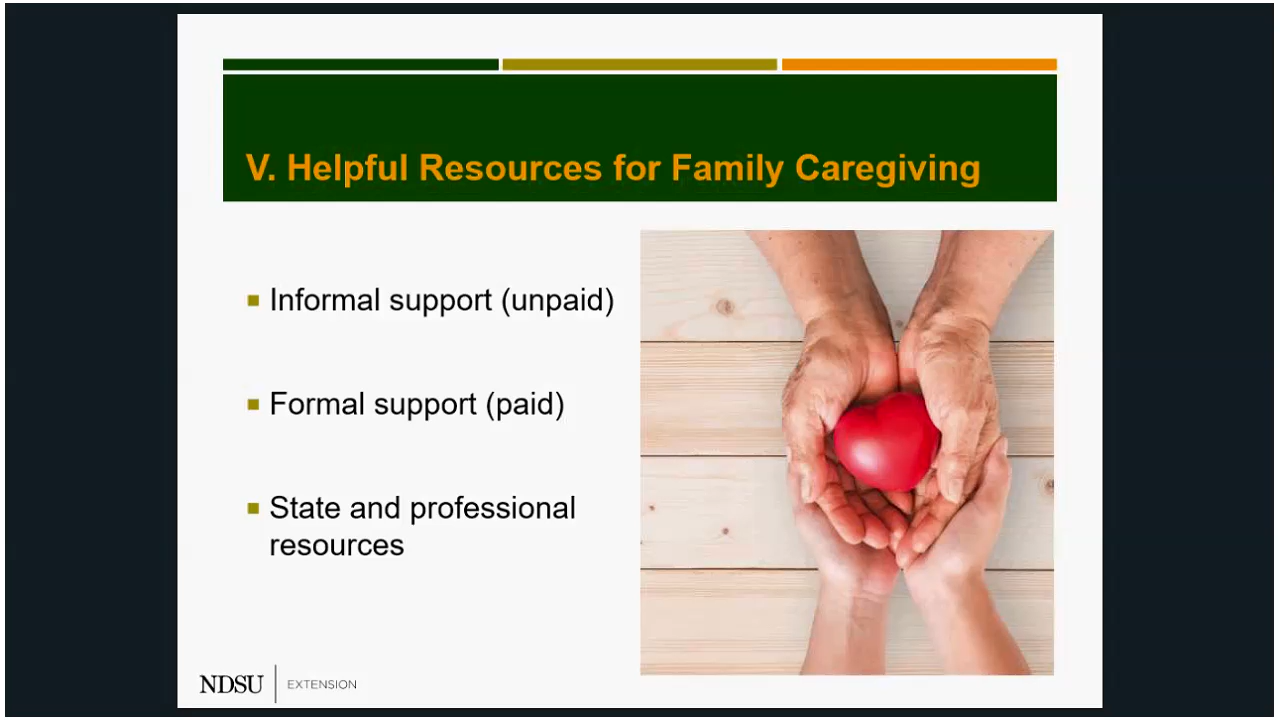 V. Helpful Resources for Family Caregiving
Informal support (unpaid)
Formal support (paid)
State and professional
resources
NDSU EXTENSION